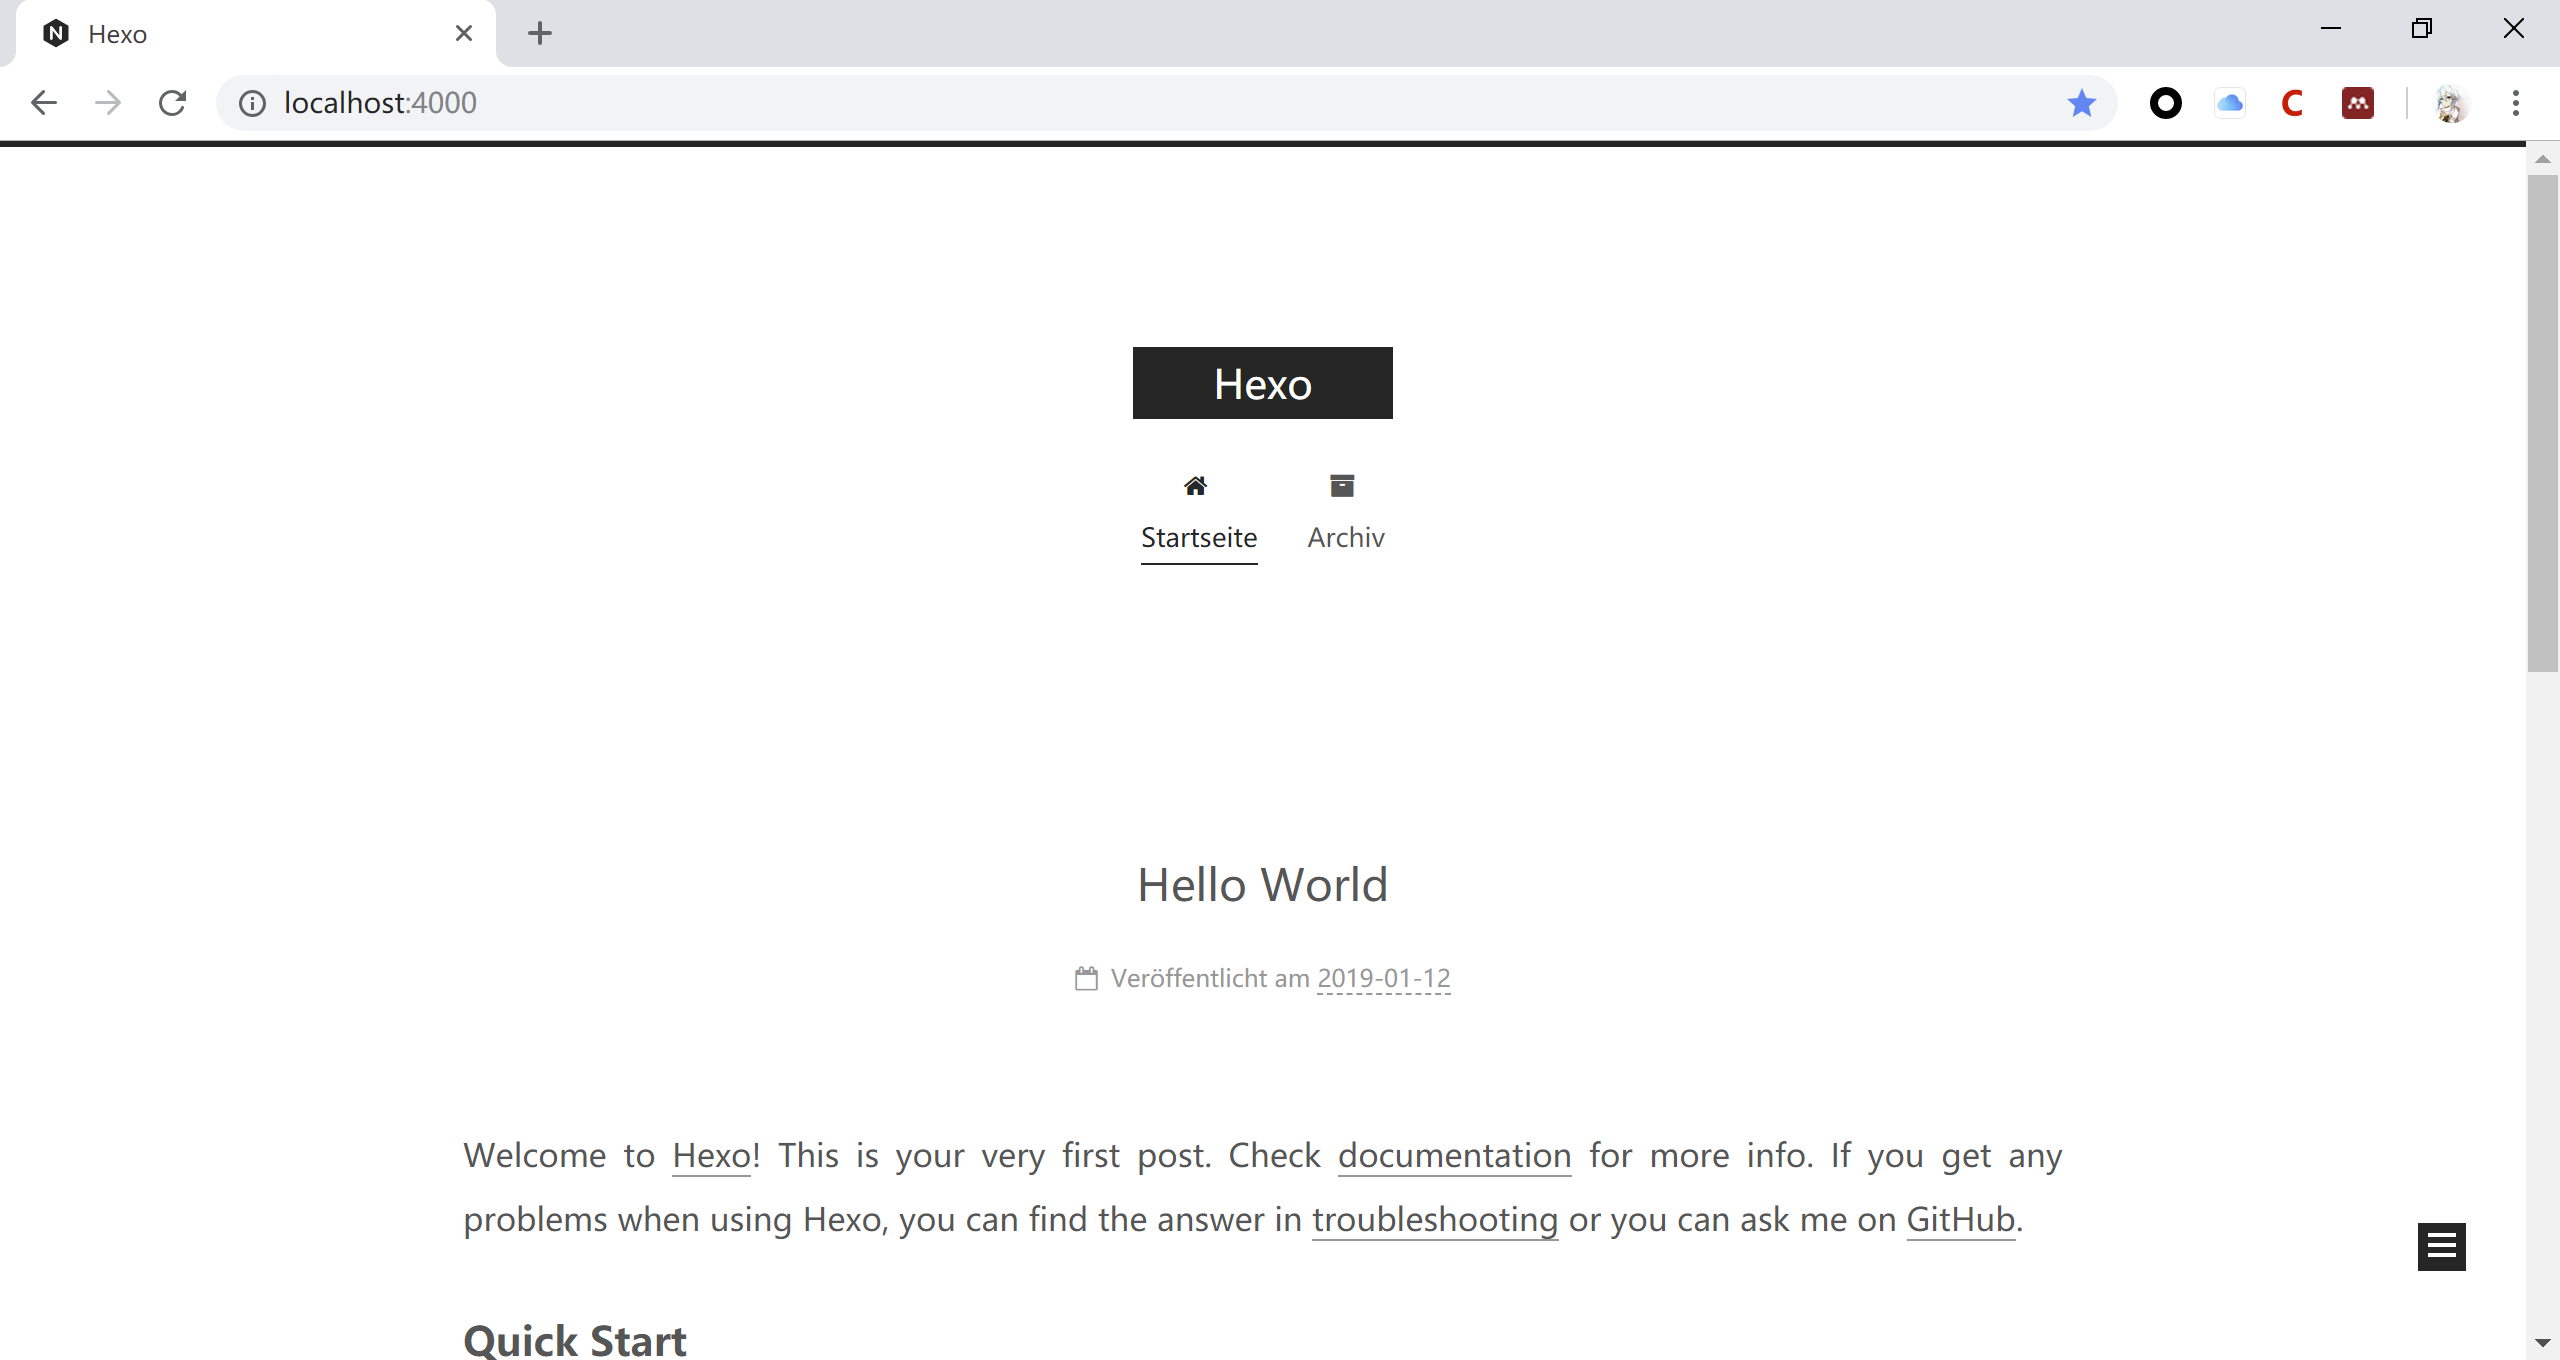 Hexo
localhost:4000
Hexo
Startseite Archiv
Hello World
Veröffentlicht am 2019-01-12
Welcome to Hexo! This is your very first post. Check documentation for more info. If you get any
problems when using Hexo, you can find the answer in troubleshooting or you can ask me on GitHub.
Quick Start